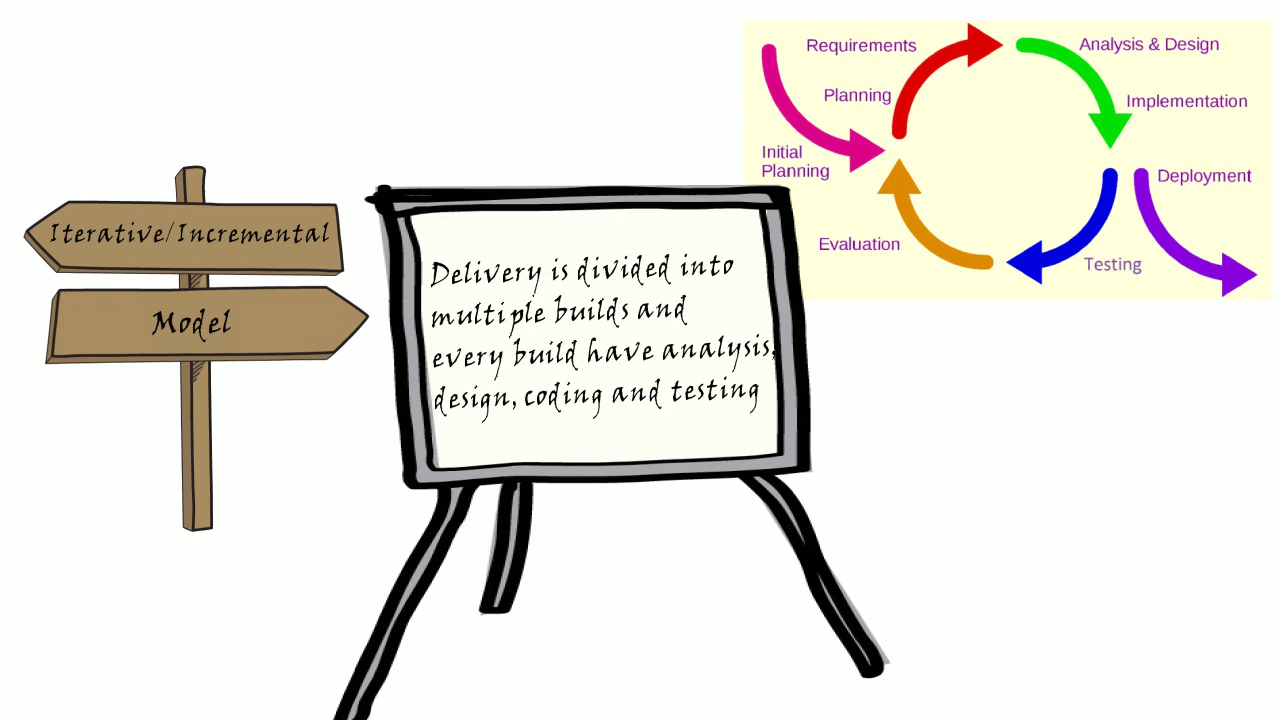 Iterative/Incremental
Model
Delivery is divided into
multiple builds and
every build have analysis,
design, coding and testing
Requirements
Analysis & Design
Planning
Implementation
Initial
Planning
Deployment
Evaluation
Testing